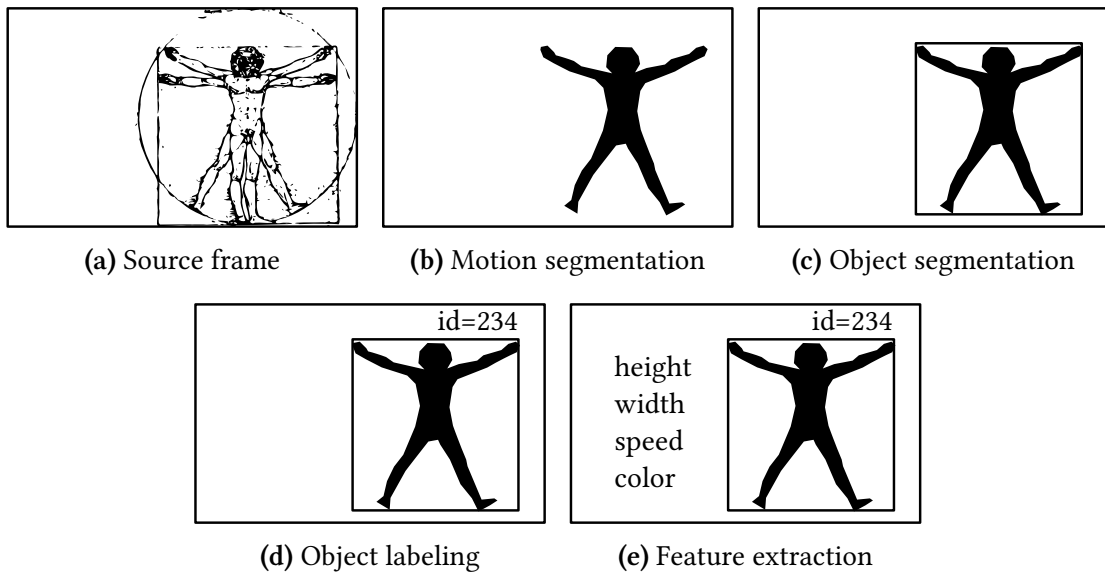 (a) Source frame
(b) Motion segmentation
(c) Object segmentation
id=234
(d) Object labeling
id=234
height
width
speed
color
(e) Feature extraction